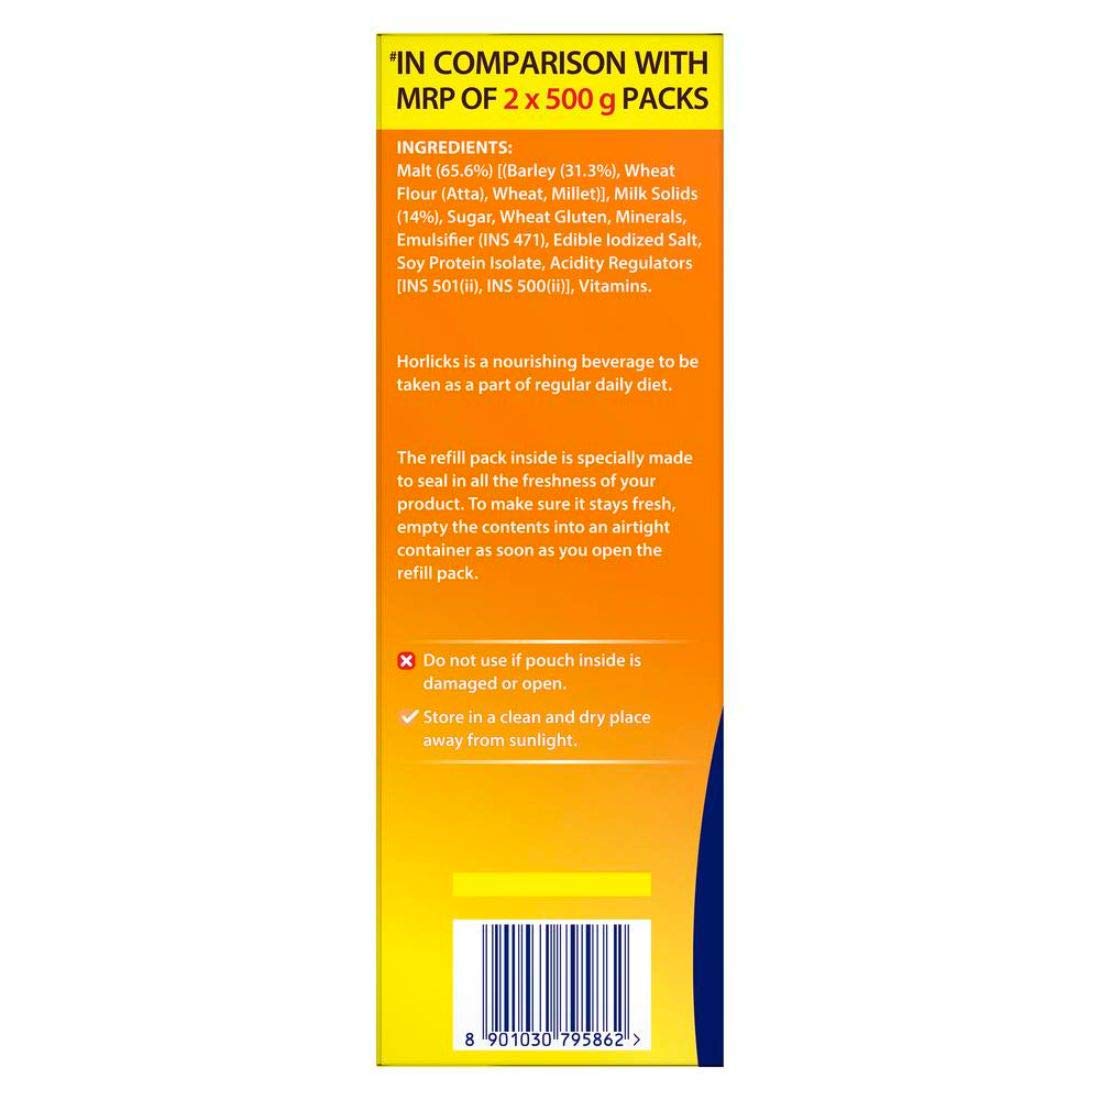 #IN COMPARISON WITH
MRP OF 2 x 500 g PACKS
INGREDIENTS:
Malt (65.6%) [(Barley (31.3%), Wheat
Flour (Atta), Wheat, Millet)], Milk Solids
(14%), Sugar, Wheat Gluten, Minerals,
Emulsifier (INS 471), Edible Iodized Salt,
Soy Protein Isolate, Acidity Regulators
[INS 501(ii), INS 500(ii)], Vitamins.
Horlicks is a nourishing beverage to be
taken as a part of regular daily diet.
The refill pack inside is specially made
to seal in all the freshness of your
product. To make sure it stays fresh,
empty the contents into an airtight
container as soon as you open the
refill pack.
Do not use if pouch inside is
damaged or open.
Store in a clean and dry place
away from sunlight.
8 901030 795862 >